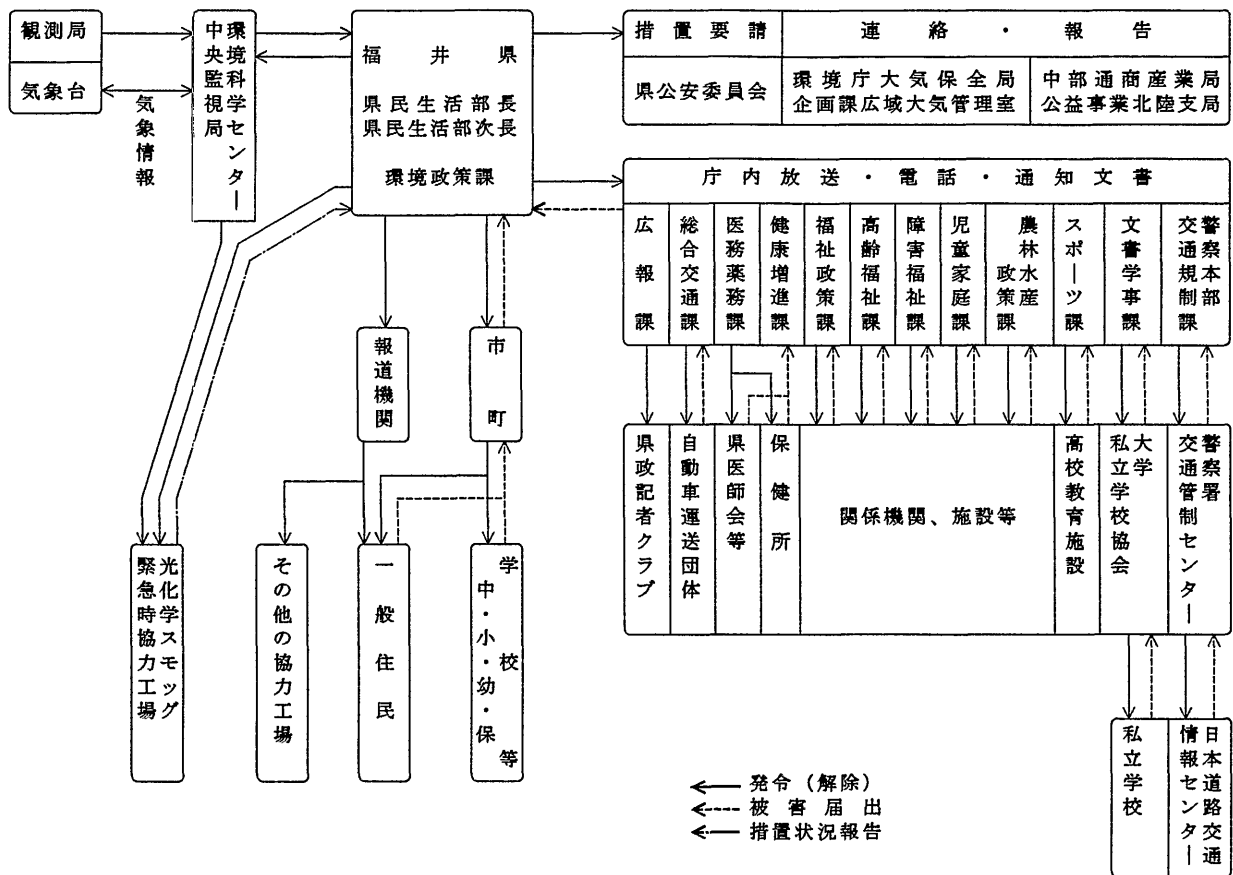 観測局
気象台
気象情報
環境科学センター
中央監視局
福井県
県民生活部長
県民生活部次長
環境政策課
措置要請
連絡・報告
県公安委員会
環境庁大気保全局
企画課広域大気管理室
中部通商産業局
公益事業北陸支局
庁内放送・電話・通知文書
広報課
総合交通課
医務薬務課
健康増進課
福祉政策課
高齢福祉課
障害福祉課
児童家庭課
農林水産
政策課
スポーツ課
文書学事課
警察本部
交通規制課
報道機関
市町
県政記者クラブ
自動車運送団体
県医師会等
保健所
関係機関、施設等
高校教育施設
大学
私立学校協会
警察署
交通管制センター
光化学スモッグ
緊急時協力工場
その他の協力工場
一般住民
学校
中・小・幼・保等
私立学校
日本道路交通
情報センター
発令(解除)
被害届出
措置状況報告